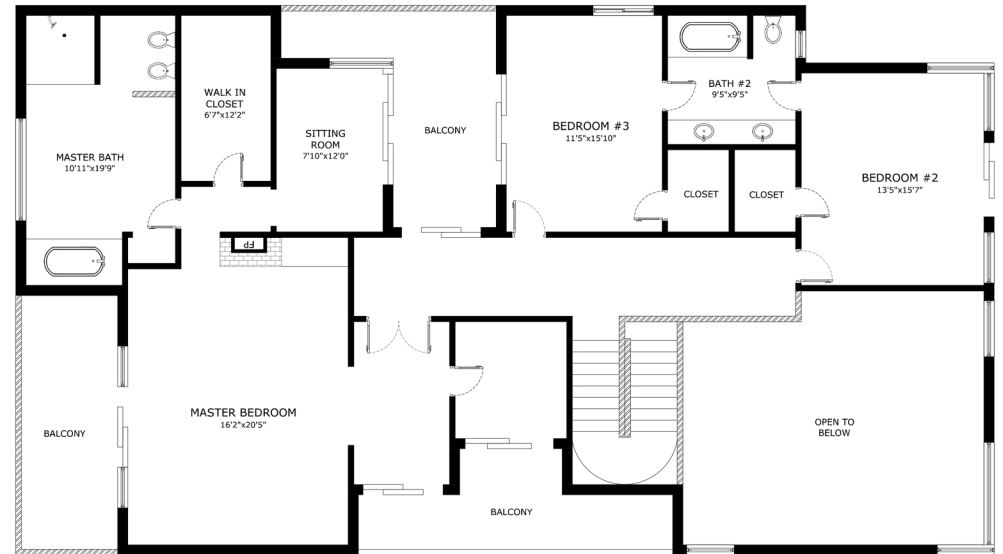 WALK IN
CLOSET
6'7"x12'2"
SITTING
ROOM
7'10"x12'0"
BALCONY
BEDROOM #3
11'5"x15'10"
BATH #2
9'5"x9'5"
MASTER BATH
10'11"x19'9"
CLOSET
CLOSET
BEDROOM #2
13'5"x15'7"
FP
MASTER BEDROOM
16'2"x20'5"
BALCONY
OPEN TO
BELOW
BALCONY